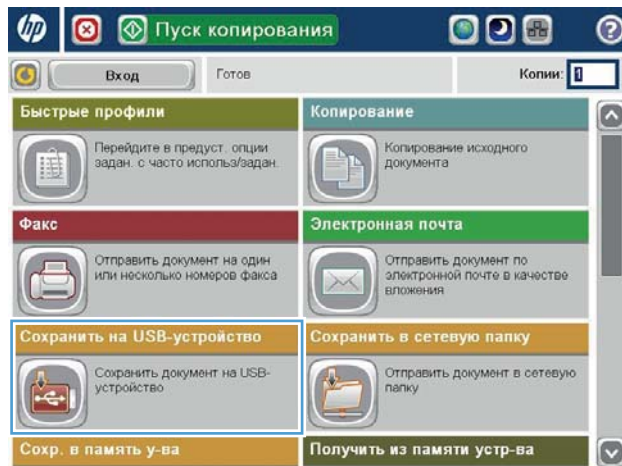 hp
Пуск копирования
?
Вход
Готов
Копии: 1
Быстрые профили
Перейдите в предуст. опции
задан. с часто использ/задан.
Копирование
Копирование исходного
документа
Факс
Отправить документ на один
или несколько номеров факса
Электронная почта
Отправить документ по
электронной почте в качестве
вложения
Сохранить на USB-устройство
Сохранить документ на USB-
устройство
Сохранить в сетевую папку
Отправить документ в сетевую
папку
Сохр. в память у-ва
Получить из памяти устр-ва